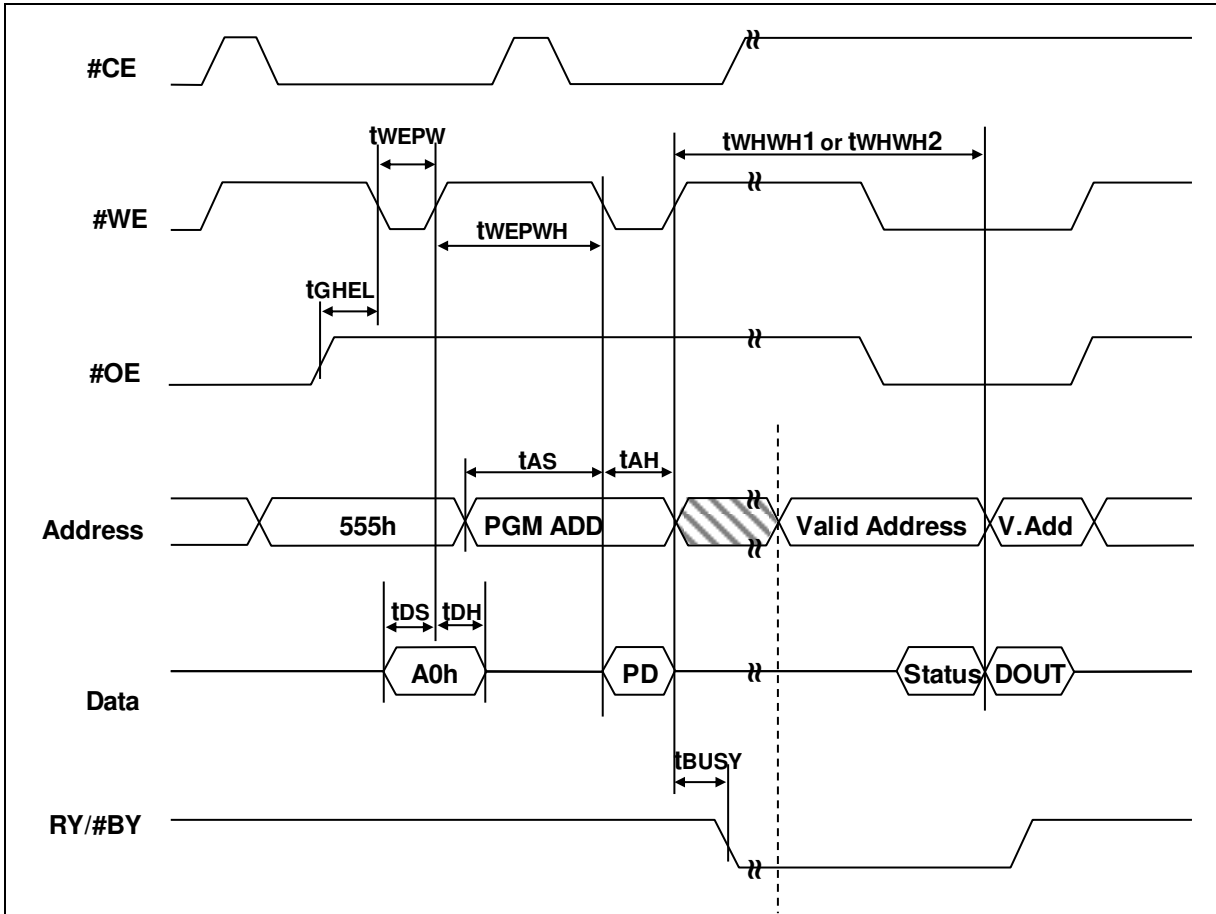 #CE
tWEPW
tWHWH1 or tWHWH2
#WE
tWEPWH
tGHEL
#OE
tAS
tAH
Address
555h
PGM ADD
Valid Address
V.Add
tDS
tDH
A0h
PD
Status
DOUT
Data
tBUSY
RY/#BY